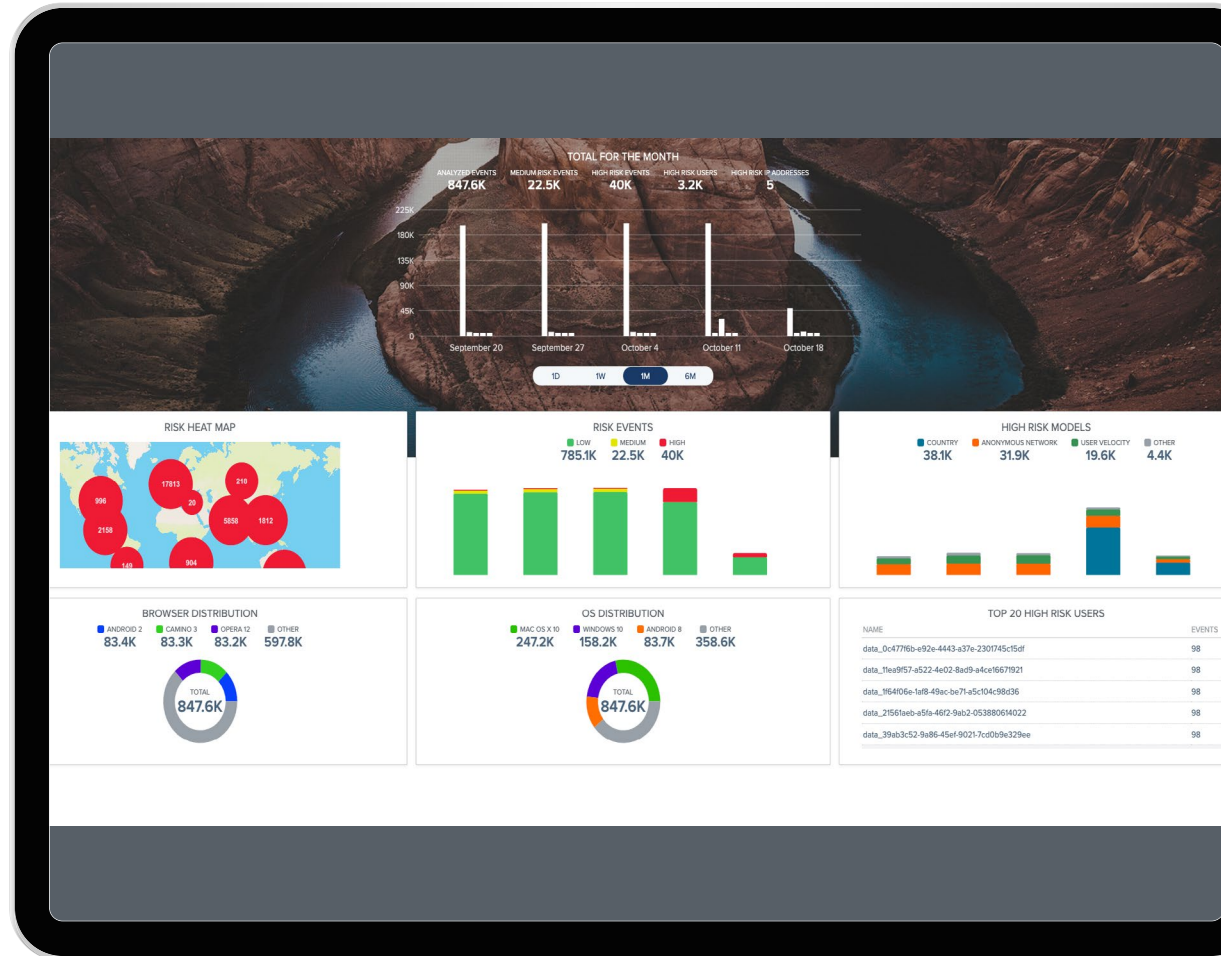 TOTAL FOR THE MONTH
ANALYZED EVENTS MEDIUM RISK EVENTS HIGH RISK EVENTS HIGH RISK USERS HIGH RISK IP ADDRESSES
847.6K 22.5K 40K 3.2K 5
225K
180K
135K
90K
45K
0
September 20 September 27 October 4 October 11 October 18
1D 1W 1M 6M
RISK HEAT MAP
17813
210
996
20
2158
5858
1812
149
904
RISK EVENTS
LOW MEDIUM HIGH
785.1K 22.5K 40K
HIGH RISK MODELS
COUNTRY ANONYMOUS NETWORK USER VELOCITY OTHER
38.1K 31.9K 19.6K 4.4K
BROWSER DISTRIBUTION
ANDROID 2 CAMINO 3 OPERA 12 OTHER
83.4K 83.3K 83.2K 597.8K
TOTAL
847.6K
OS DISTRIBUTION
MAC OS X 10 WINDOWS 10 ANDROID 8 OTHER
247.2K 158.2K 83.7K 358.6K
TOTAL
847.6K
TOP 20 HIGH RISK USERS
NAME EVENTS
data_0c477f6b-e92e-4443-a37e-2301745c15df 98
data_11ea9f57-a522-4e02-8ad9-a4ce16671921 98
data_1f64f06e-1af8-49ac-be71-a5c104c98d36 98
data_21561aeb-a5fa-46f2-9ab2-053880614022 98
data_39ab3c52-9a86-45ef-9021-7cd0b9e329ee 98